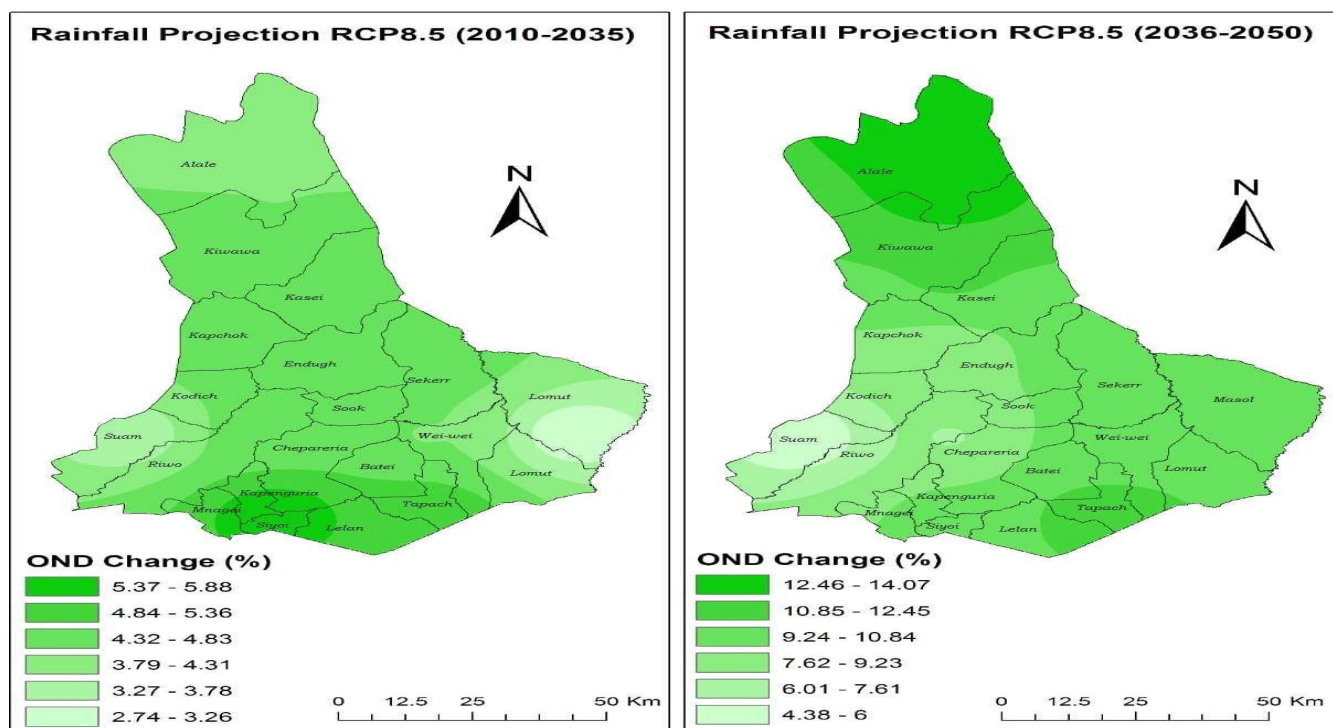 Rainfall Projection RCP8.5 (2010-2035)
N
Alale
Kiwawa
Kasei
Kapchok
Endugh
Sekerr
Lomut
Kodich
Sook
Suam
Wei-wei
Riwo
Chepareria
Batei
Lomut
Kapenguria
Mnagei
Tapach
Siyoi
Lelan
OND Change (%)
5.37 - 5.88
4.84 - 5.36
4.32 - 4.83
3.79 - 4.31
3.27 - 3.78
2.74 - 3.26
0 12.5 25 50 Km
Rainfall Projection RCP8.5 (2036-2050)
N
Alale
Kiwawa
Kasei
Kapchok
Endugh
Sekerr
Masol
Kodich
Sook
Suam
Wei-wei
Riwo
Chepareria
Batei
Lomut
Kapenguria
Mnagei
Tapach
Siyoi
Lelan
OND Change (%)
12.46 - 14.07
10.85 - 12.45
9.24 - 10.84
7.62 - 9.23
6.01 - 7.61
4.38 - 6
0 12.5 25 50 Km